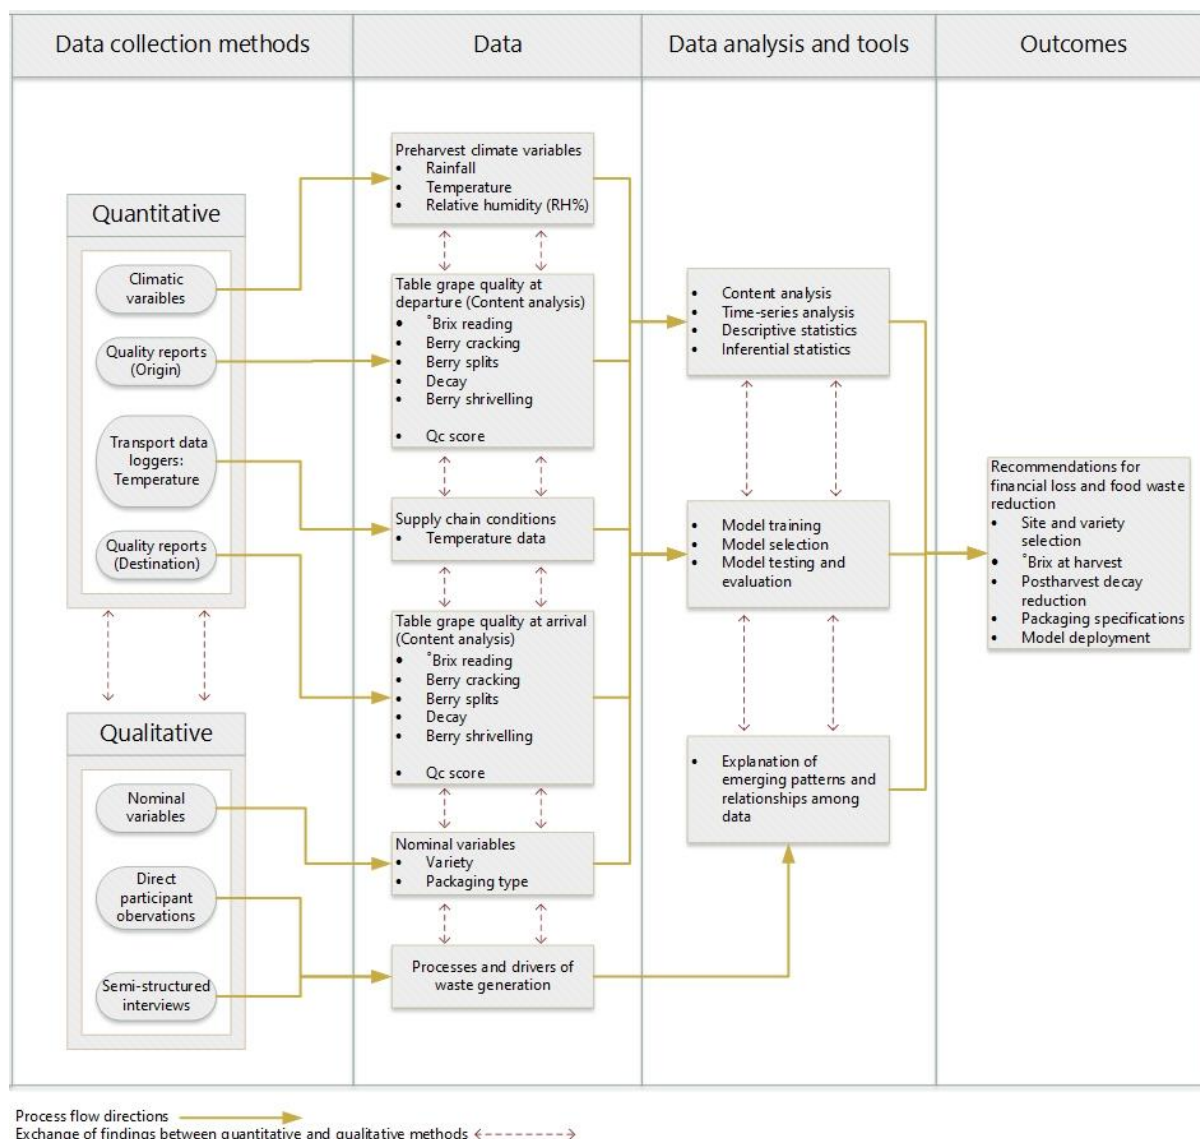 Data collection methods
Data
Data analysis and tools
Outcomes
Quantitative
Climatic
varaibles
Quality reports
(Origin)
Transport data
loggers:
Temperature
Quality reports
(Destination)
Qualitative
Nominal
variables
Direct
participant
obervations
Semi-structured
interviews
Preharvest climate variables
• Rainfall
• Temperature
• Relative humidity (RH%)
Table grape quality at
departure (Content analysis)
• ˚Brix reading
• Berry cracking
• Berry splits
• Decay
• Berry shrivelling
• Qc score
Supply chain conditions
• Temperature data
Table grape quality at arrival
(Content analysis)
• ˚Brix reading
• Berry cracking
• Berry splits
• Decay
• Berry shrivelling
• Qc score
Nominal variables
• Variety
• Packaging type
Processes and drivers of
waste generation
• Content analysis
• Time-series analysis
• Descriptive statistics
• Inferential statistics
• Model training
• Model selection
• Model testing and
evaluation
• Explanation of
emerging patterns and
relationships among
data
Recommendations for
financial loss and food waste
reduction
• Site and variety
selection
• ˚Brix at harvest
• Postharvest decay
reduction
• Packaging specifications
• Model deployment
Process flow directions
Exchange of findings between quantitative and qualitative methods